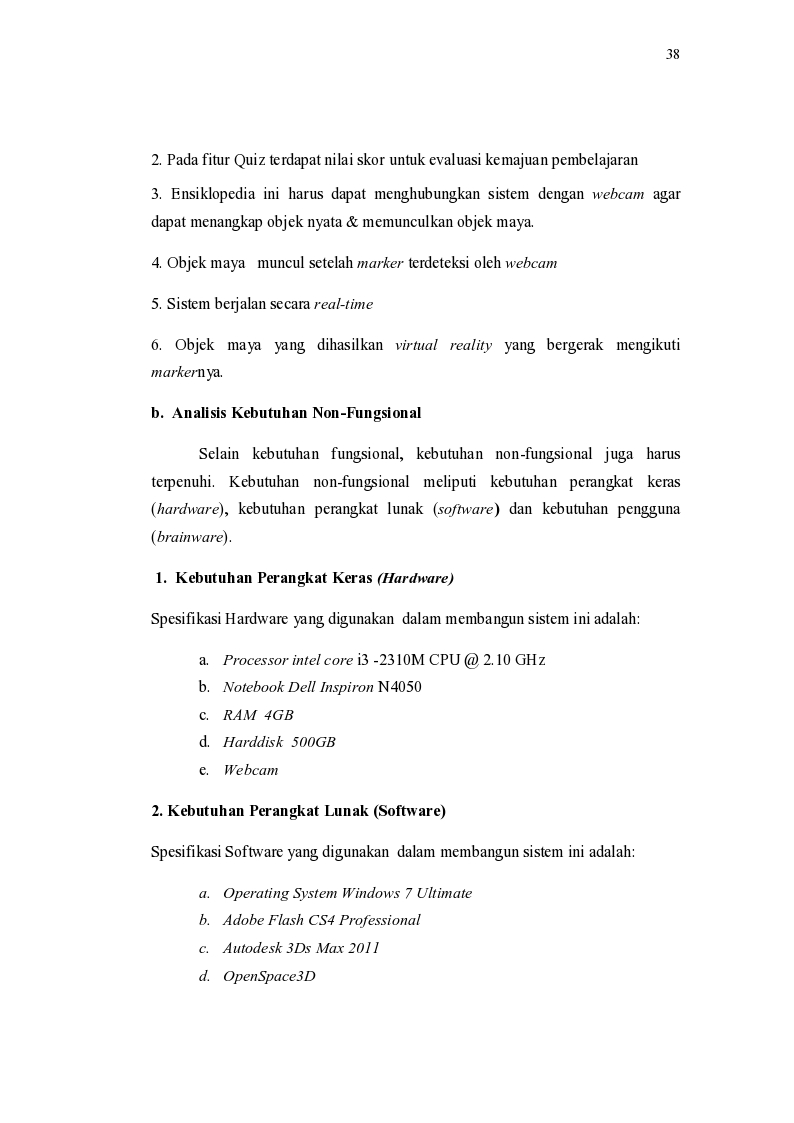 38
2. Pada fitur Quiz terdapat nilai skor untuk evaluasi kemajuan pembelajaran
3. Ensiklopedia ini harus dapat menghubungkan sistem dengan webcam agar
dapat menangkap objek nyata & memunculkan objek maya.
4. Objek maya muncul setelah marker terdeteksi oleh webcam
5. Sistem berjalan secara real-time
6. Objek maya yang dihasilkan virtual reality yang bergerak mengikuti
markernya.
b. Analisis Kebutuhan Non-Fungsional
Selain kebutuhan fungsional, kebutuhan non-fungsional juga harus
terpenuhi. Kebutuhan non-fungsional meliputi kebutuhan perangkat keras
(hardware), kebutuhan perangkat lunak (software) dan kebutuhan pengguna
(brainware).
1. Kebutuhan Perangkat Keras (Hardware)
Spesifikasi Hardware yang digunakan dalam membangun sistem ini adalah:
a. Processor intel core i3 -2310M CPU @ 2.10 GHz
b. Notebook Dell Inspiron N4050
c. RAM 4GB
d. Harddisk 500GB
e. Webcam
2. Kebutuhan Perangkat Lunak (Software)
Spesifikasi Software yang digunakan dalam membangun sistem ini adalah:
a. Operating System Windows 7 Ultimate
b. Adobe Flash CS4 Professional
c. Autodesk 3Ds Max 2011
d. OpenSpace3D